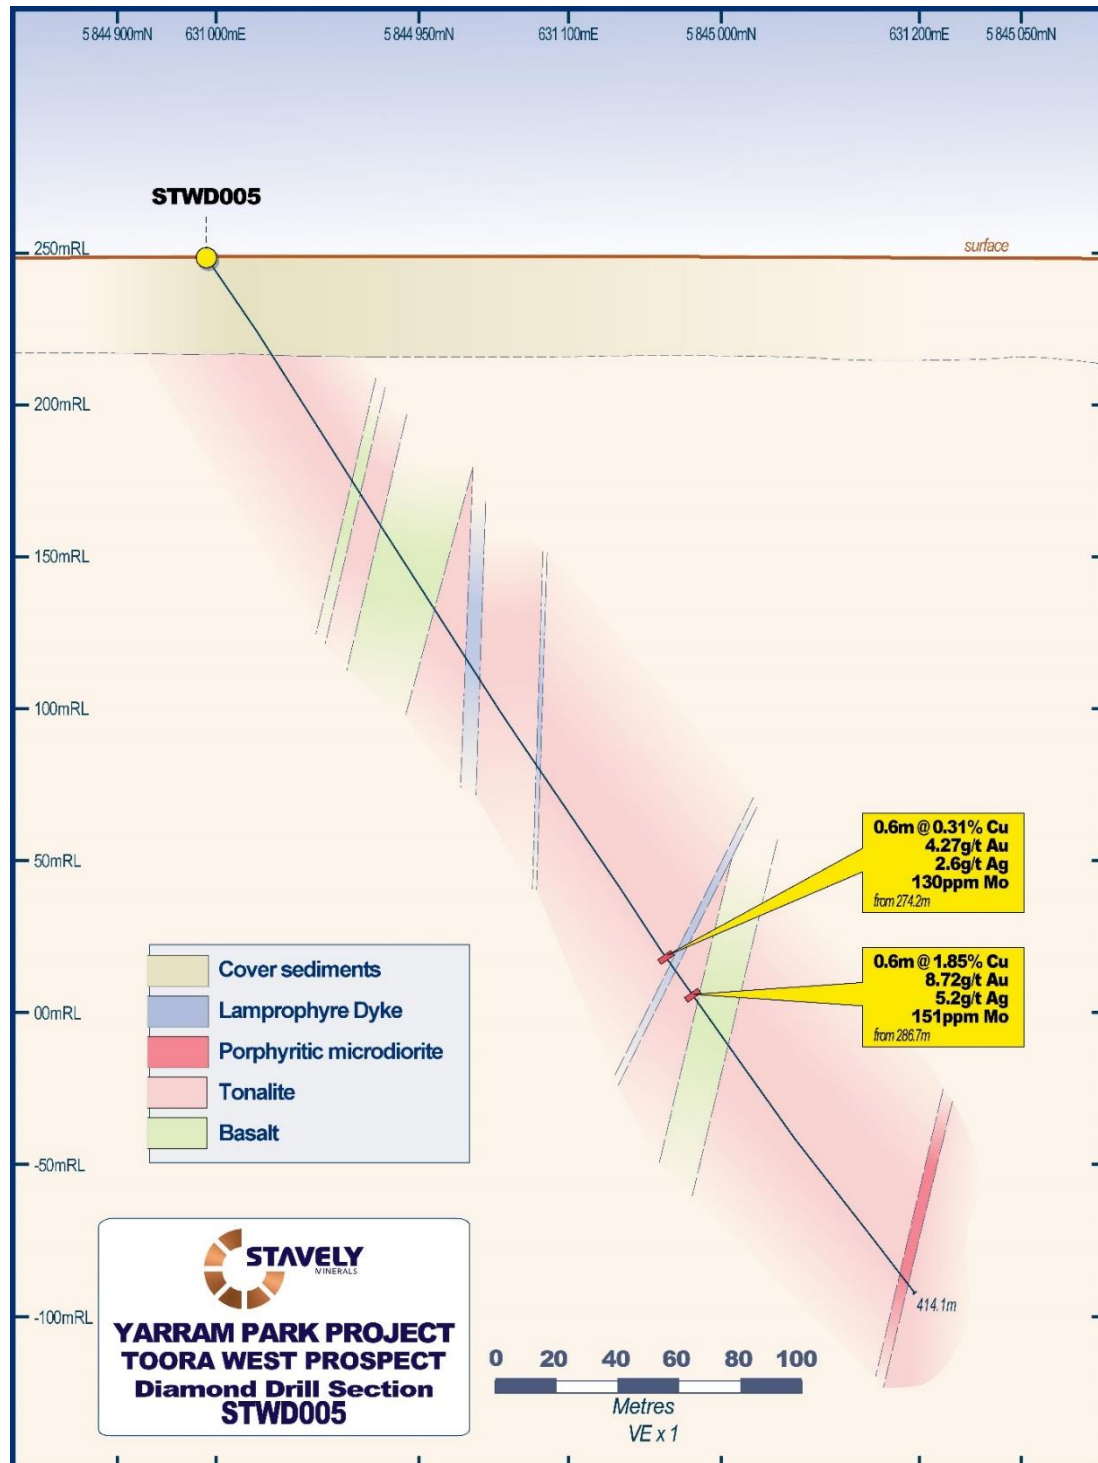 5 844 900mN 631 000mE 5 844 950mN 631 100mE 5 845 000mN 631 200mE 5 845 050mN
STWD005
250mRL
surface
200mRL
150mRL
100mRL
50mRL
0.6m @ 0.31% Cu
4.27g/t Au
2.6g/t Ag
130ppm Mo
from 274.2m
0.6m @ 1.85% Cu
8.72g/t Au
5.2g/t Ag
151ppm Mo
from 286.7m
Cover sediments
Lamprophyre Dyke
Porphyritic microdiorite
Tonalite
Basalt
00mRL
-50mRL
-100mRL
414.1m
STAVELY
MINERALS
YARRAM PARK PROJECT
TOORA WEST PROSPECT
Diamond Drill Section
STWD005
0 20 40 60 80 100
Metres
VE x 1